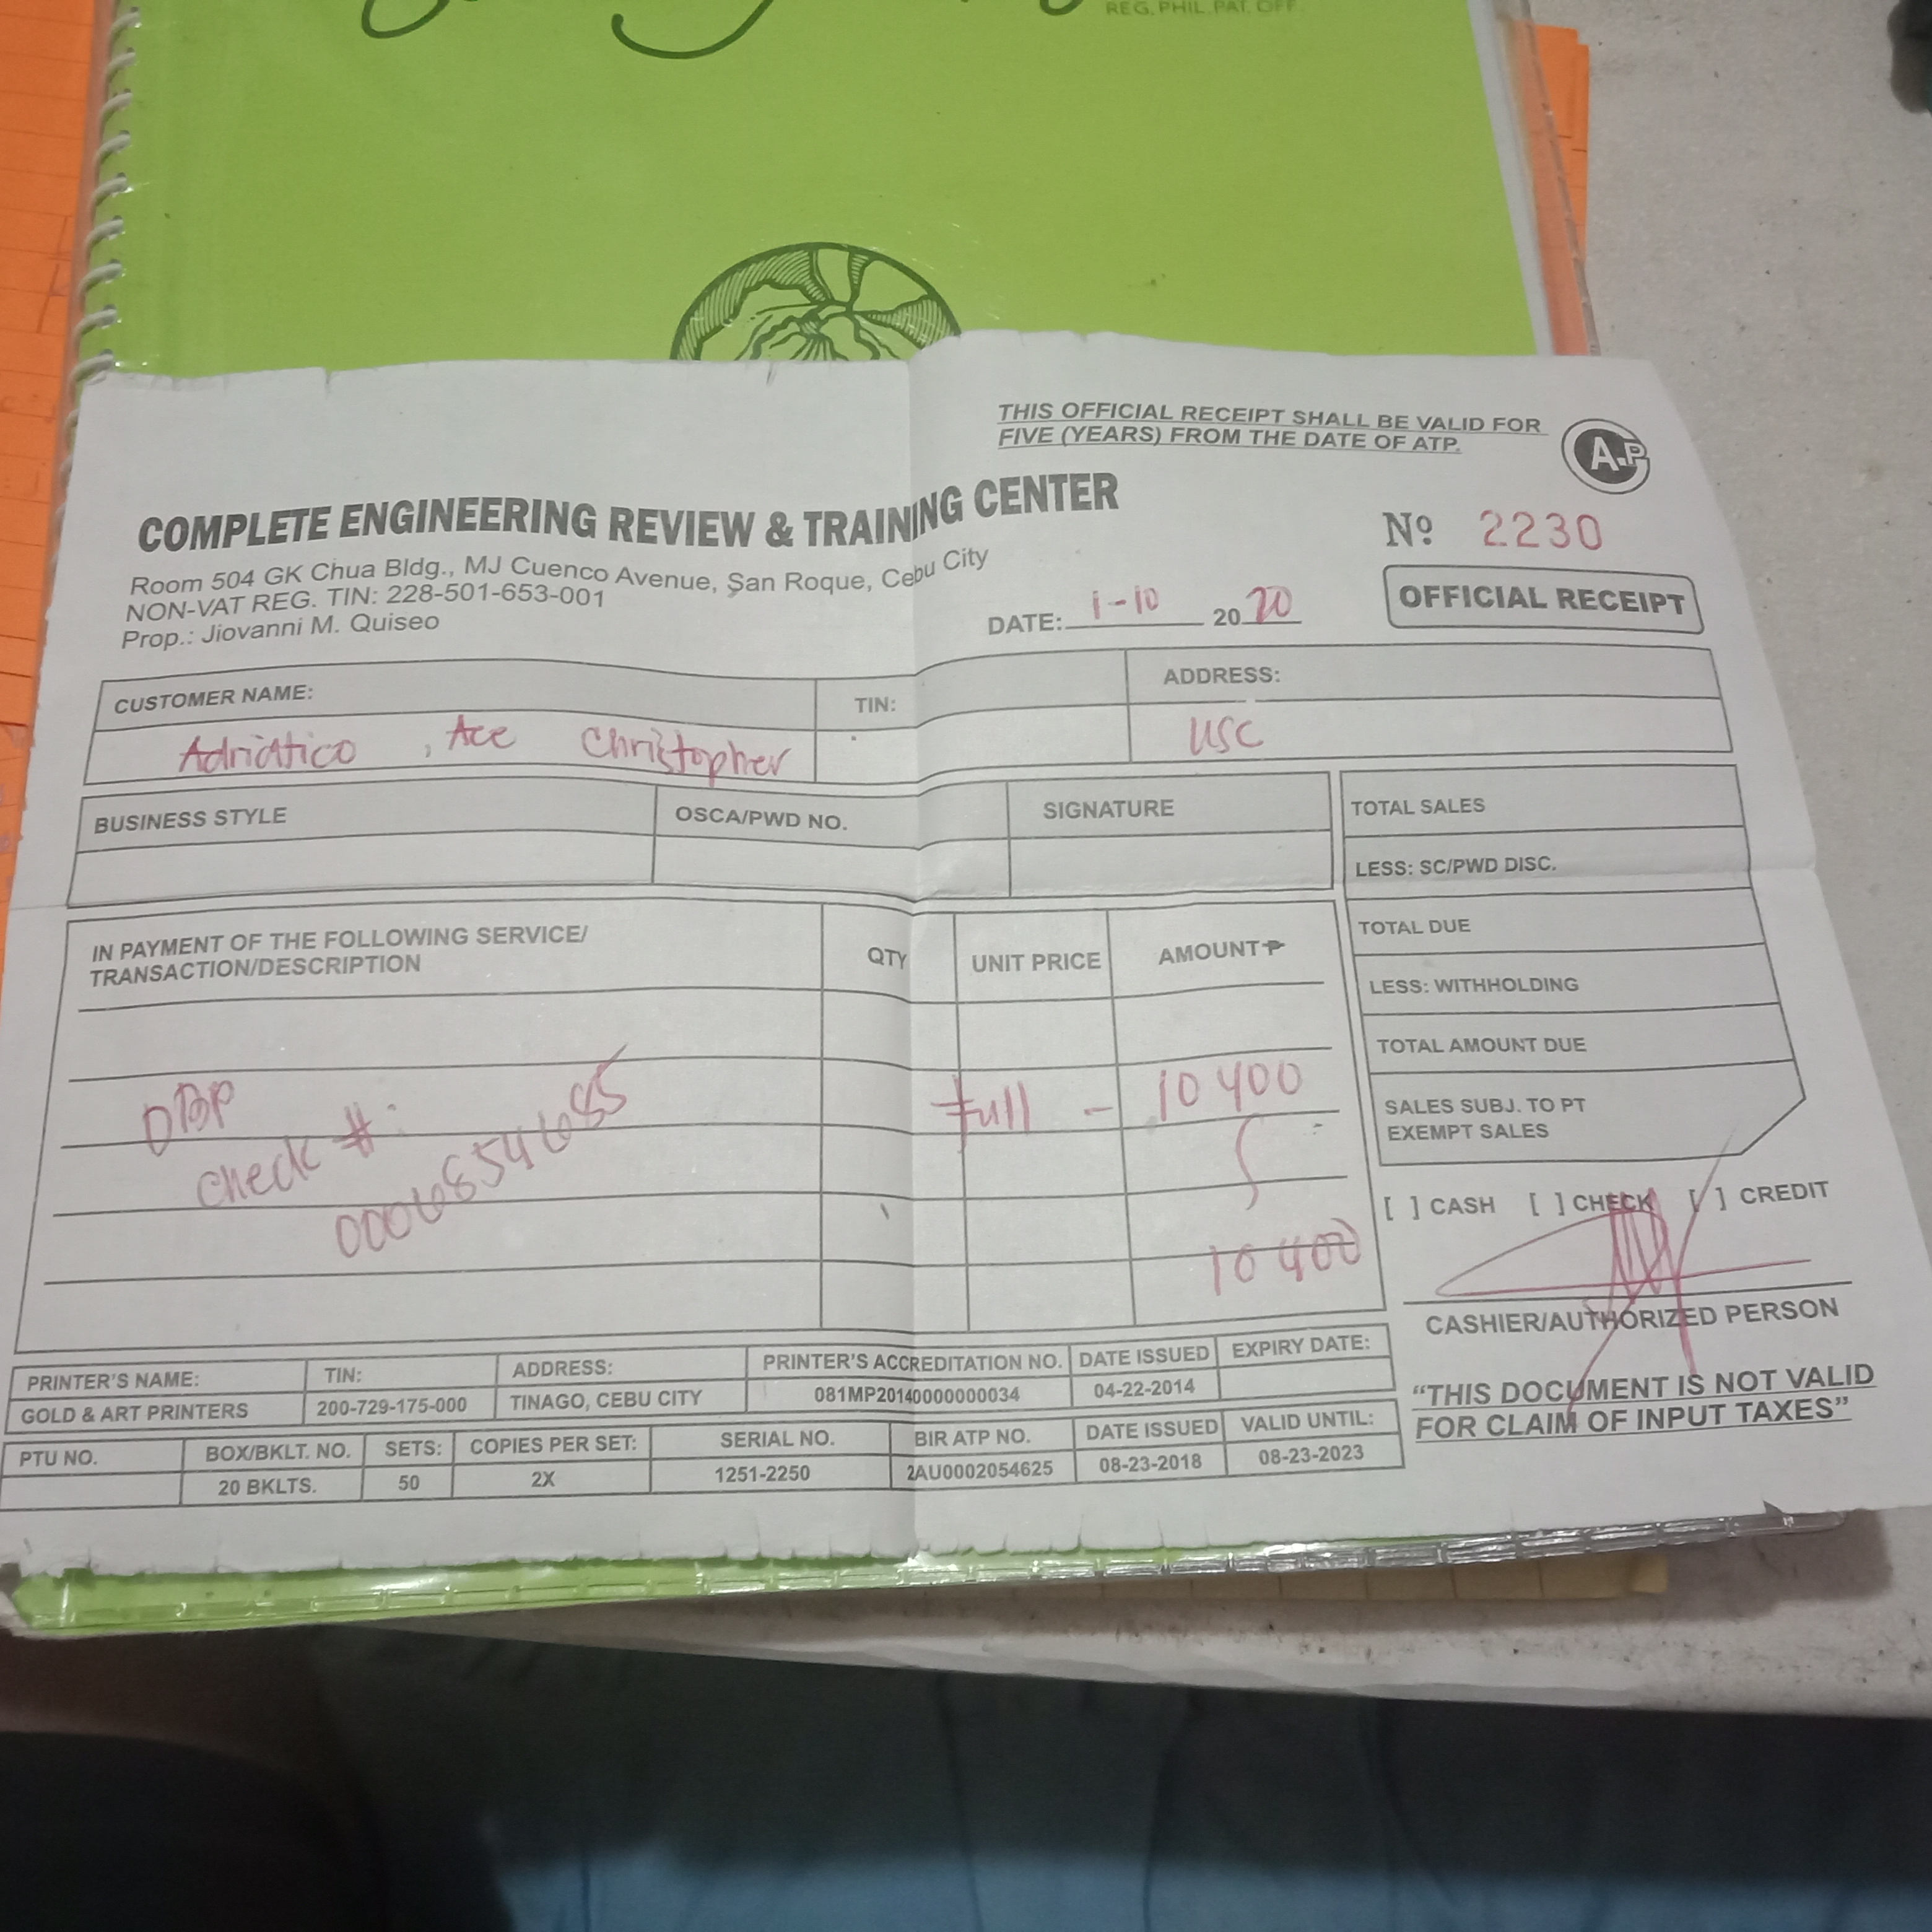 REG. PHIL. PAT. OFF.
THIS OFFICIAL RECEIPT SHALL BE VALID FOR
FIVE (YEARS) FROM THE DATE OF ATP.
COMPLETE ENGINEERING REVIEW & TRAINING CENTER
Room 504 GK Chua Bldg., MJ Cuenco Avenue, San Roque, Cebu City
NON-VAT REG. TIN: 228-501-653-001
Prop.: Jiovanni M. Quiseo
Nº 2230
DATE: 1-10 2020
OFFICIAL RECEIPT
CUSTOMER NAME: TIN: ADDRESS:
Adriatico, Ace Christopher USC
BUSINESS STYLE OSCA/PWD NO. SIGNATURE
TOTAL SALES
LESS: SC/PWD DISC.
TOTAL DUE
LESS: WITHHOLDING
TOTAL AMOUNT DUE
SALES SUBJ. TO PT
EXEMPT SALES
IN PAYMENT OF THE FOLLOWING SERVICE/
TRANSACTION/DESCRIPTION
QTY UNIT PRICE AMOUNT ₱
DBP full - 10 400
check #:
0006854685
10 400
[ ] CASH [ ] CHECK [ ] CREDIT
CASHIER/AUTHORIZED PERSON
"THIS DOCUMENT IS NOT VALID
FOR CLAIM OF INPUT TAXES"
PRINTER'S NAME: TIN: ADDRESS: PRINTER'S ACCREDITATION NO. DATE ISSUED EXPIRY DATE:
GOLD & ART PRINTERS 200-729-175-000 TINAGO, CEBU CITY 081MP20140000000034 04-22-2014
PTU NO. BOX/BKLT. NO. SETS: COPIES PER SET: SERIAL NO. BIR ATP NO. DATE ISSUED VALID UNTIL:
20 BKLTS. 50 2X 1251-2250 2AU0002054625 08-23-2018 08-23-2023